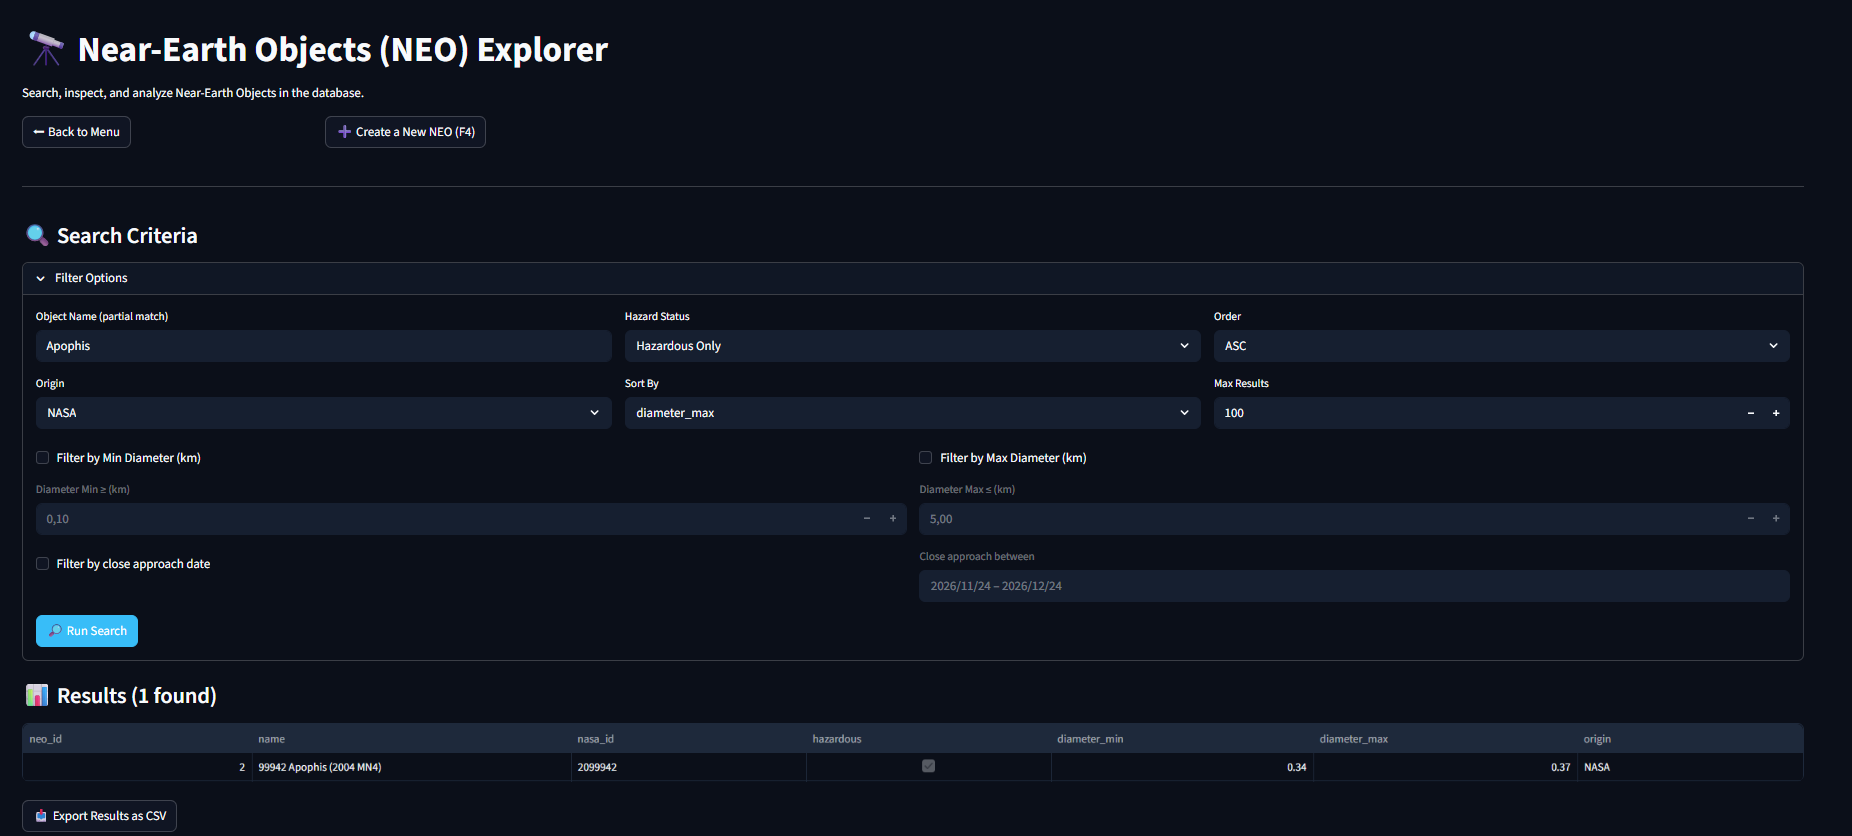 Near-Earth Objects (NEO) Explorer
Search, inspect, and analyze Near-Earth Objects in the database.
Back to Menu
Create a New NEO (F4)
Search Criteria
Filter Options
Object Name (partial match)
Hazard Status
Order
Apophis
Hazardous Only
ASC
Origin
Sort By
Max Results
NASA
diameter_max
100
Filter by Min Diameter (km)
Filter by Max Diameter (km)
Diameter Min ≥ (km)
Diameter Max ≤ (km)
0,10
5,00
Filter by close approach date
Close approach between
2026/11/24 – 2026/12/24
Run Search
Results (1 found)
neo_id name nasa_id hazardous diameter_min diameter_max origin
2 99942 Apophis (2004 MN4) 2099942 0.34 0.37 NASA
Export Results as CSV